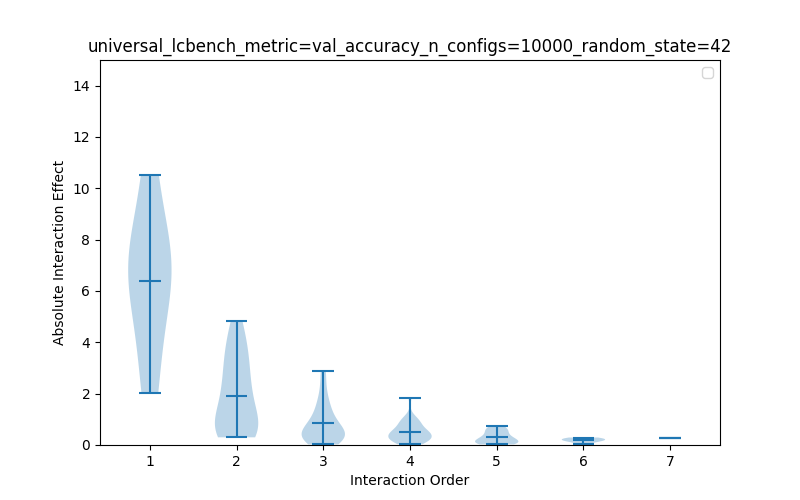 universal_lcbench_metric=val_accuracy_n_configs=10000_random_state=42
14
12
10
8
6
4
2
0
Absolute Interaction Effect
1 2 3 4 5 6 7
Interaction Order